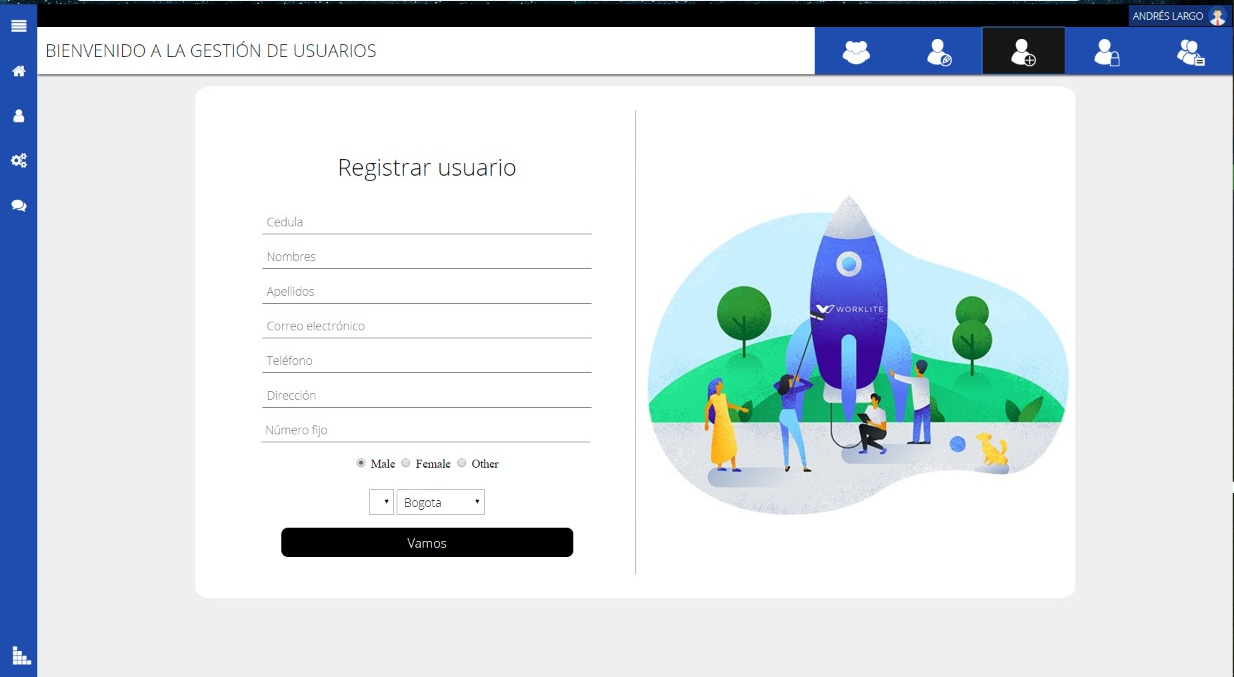 ANDRÉS LARGO
BIENVENIDO A LA GESTIÓN DE USUARIOS
Registrar usuario
Cedula
Nombres
Apellidos
Correo electrónico
Teléfono
Dirección
Número fijo
Male Female Other
Bogota
Vamos
WORKLITE